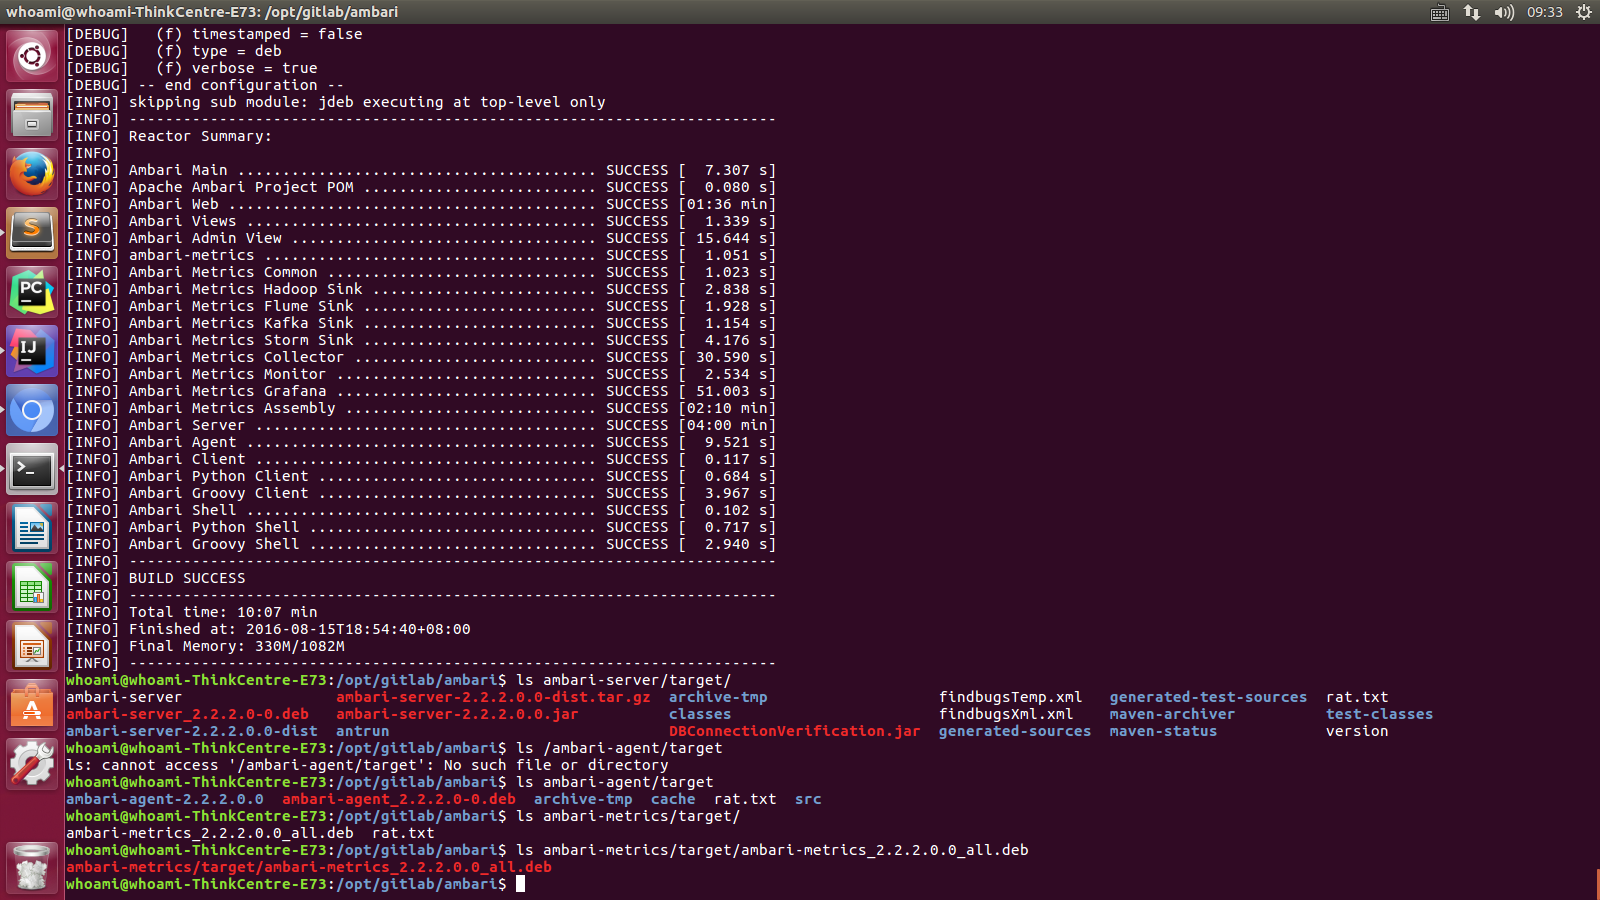 whoami@whoami-ThinkCentre-E73: /opt/gitlab/ambari 09:33
[DEBUG]   (f) timestamped = false
[DEBUG]   (f) type = deb
[DEBUG]   (f) verbose = true
[DEBUG] -- end configuration --
[INFO] skipping sub module: jdeb executing at top-level only
[INFO] ------------------------------------------------------------------------
[INFO] Reactor Summary:
[INFO]
[INFO] Ambari Main ........................................ SUCCESS [  7.307 s]
[INFO] Apache Ambari Project POM .......................... SUCCESS [  0.080 s]
[INFO] Ambari Web ......................................... SUCCESS [01:36 min]
[INFO] Ambari Views ....................................... SUCCESS [  1.339 s]
[INFO] Ambari Admin View .................................. SUCCESS [ 15.644 s]
[INFO] ambari-metrics ..................................... SUCCESS [  1.051 s]
[INFO] Ambari Metrics Common .............................. SUCCESS [  1.023 s]
[INFO] Ambari Metrics Hadoop Sink ......................... SUCCESS [  2.838 s]
[INFO] Ambari Metrics Flume Sink .......................... SUCCESS [  1.928 s]
[INFO] Ambari Metrics Kafka Sink .......................... SUCCESS [  1.154 s]
[INFO] Ambari Metrics Storm Sink .......................... SUCCESS [  4.176 s]
[INFO] Ambari Metrics Collector ........................... SUCCESS [ 30.590 s]
[INFO] Ambari Metrics Monitor ............................. SUCCESS [  2.534 s]
[INFO] Ambari Metrics Grafana ............................. SUCCESS [ 51.003 s]
[INFO] Ambari Metrics Assembly ............................ SUCCESS [02:10 min]
[INFO] Ambari Server ...................................... SUCCESS [04:00 min]
[INFO] Ambari Agent ....................................... SUCCESS [  9.521 s]
[INFO] Ambari Client ...................................... SUCCESS [  0.117 s]
[INFO] Ambari Python Client ............................... SUCCESS [  0.684 s]
[INFO] Ambari Groovy Client ............................... SUCCESS [  3.967 s]
[INFO] Ambari Shell ....................................... SUCCESS [  0.102 s]
[INFO] Ambari Python Shell ................................ SUCCESS [  0.717 s]
[INFO] Ambari Groovy Shell ................................ SUCCESS [  2.940 s]
[INFO] ------------------------------------------------------------------------
[INFO] BUILD SUCCESS
[INFO] ------------------------------------------------------------------------
[INFO] Total time: 10:07 min
[INFO] Finished at: 2016-08-15T18:54:40+08:00
[INFO] Final Memory: 330M/1082M
[INFO] ------------------------------------------------------------------------
whoami@whoami-ThinkCentre-E73:/opt/gitlab/ambari$ ls ambari-server/target/
ambari-server                 ambari-server-2.2.2.0.0-dist.tar.gz  archive-tmp                   findbugsTemp.xml   generated-test-sources  rat.txt
ambari-server_2.2.2.0-0.deb   ambari-server-2.2.2.0.0.jar          classes                       findbugsXml.xml    maven-archiver          test-classes
ambari-server-2.2.2.0.0-dist  antrun                               DBConnectionVerification.jar  generated-sources  maven-status            version
whoami@whoami-ThinkCentre-E73:/opt/gitlab/ambari$ ls /ambari-agent/target
ls: cannot access '/ambari-agent/target': No such file or directory
whoami@whoami-ThinkCentre-E73:/opt/gitlab/ambari$ ls ambari-agent/target
ambari-agent-2.2.2.0.0  ambari-agent_2.2.2.0-0.deb  archive-tmp  cache  rat.txt  src
whoami@whoami-ThinkCentre-E73:/opt/gitlab/ambari$ ls ambari-metrics/target/
ambari-metrics_2.2.2.0.0_all.deb  rat.txt
whoami@whoami-ThinkCentre-E73:/opt/gitlab/ambari$ ls ambari-metrics/target/ambari-metrics_2.2.2.0.0_all.deb
ambari-metrics/target/ambari-metrics_2.2.2.0.0_all.deb
whoami@whoami-ThinkCentre-E73:/opt/gitlab/ambari$
S
PC
IJ
>_
A